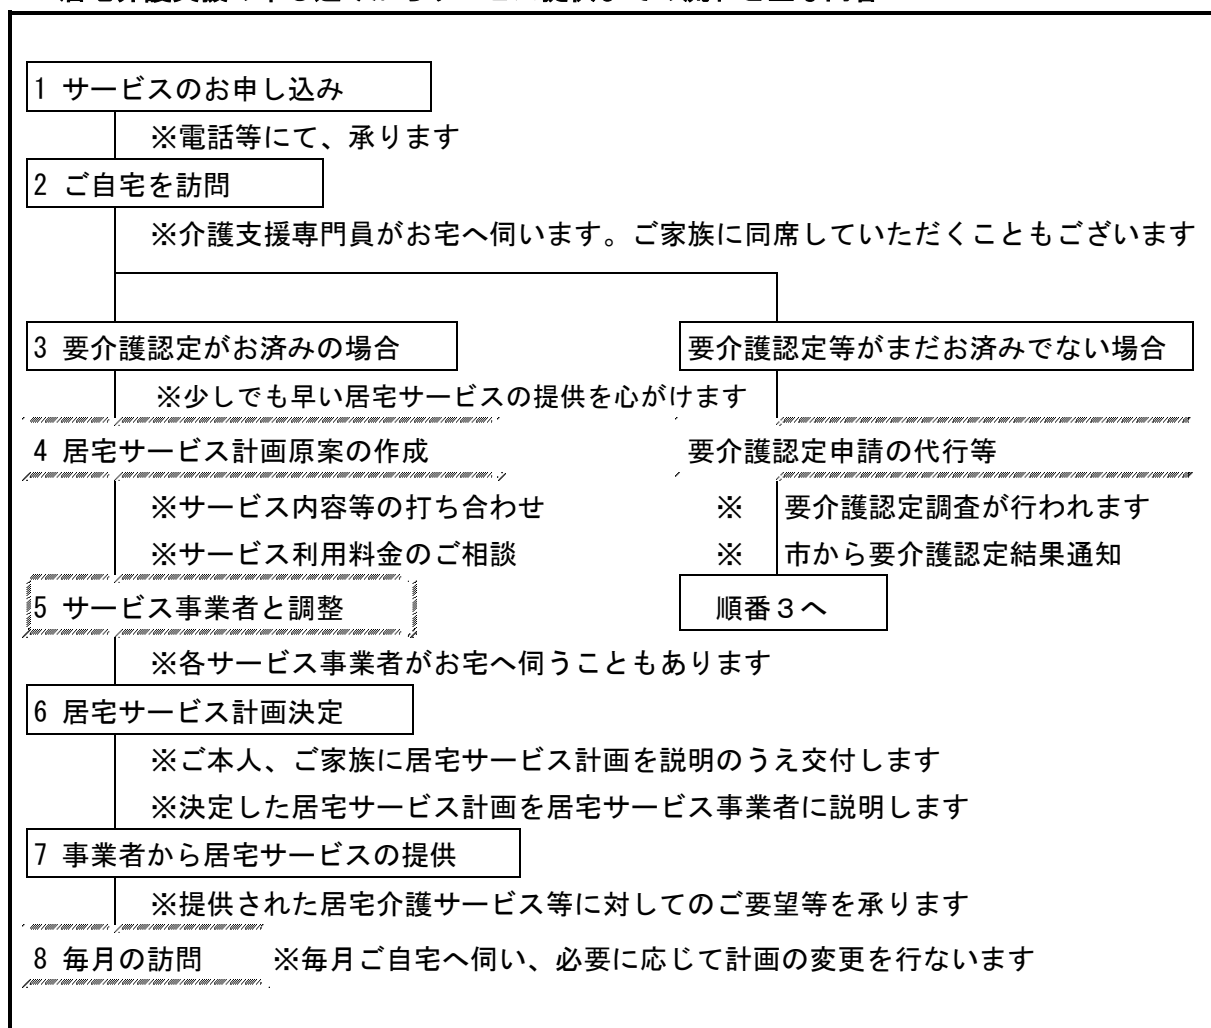 1 サービスのお申し込み
※電話等にて、承ります
2 ご自宅を訪問
※介護支援専門員がお宅へ伺います。ご家族に同席していただくこともございます
3 要介護認定がお済みの場合
要介護認定等がまだお済みでない場合
※少しでも早い居宅サービスの提供を心がけます
4 居宅サービス計画原案の作成
要介護認定申請の代行等
※サービス内容等の打ち合わせ
※ 要介護認定調査が行われます
※サービス利用料金のご相談
※ 市から要介護認定結果通知
5 サービス事業者と調整
順番３へ
※各サービス事業者がお宅へ伺うこともあります
6 居宅サービス計画決定
※ご本人、ご家族に居宅サービス計画を説明のうえ交付します
※決定した居宅サービス計画を居宅サービス事業者に説明します
7 事業者から居宅サービスの提供
※提供された居宅介護サービス等に対してのご要望等を承ります
8 毎月の訪問 ※毎月ご自宅へ伺い、必要に応じて計画の変更を行ないます